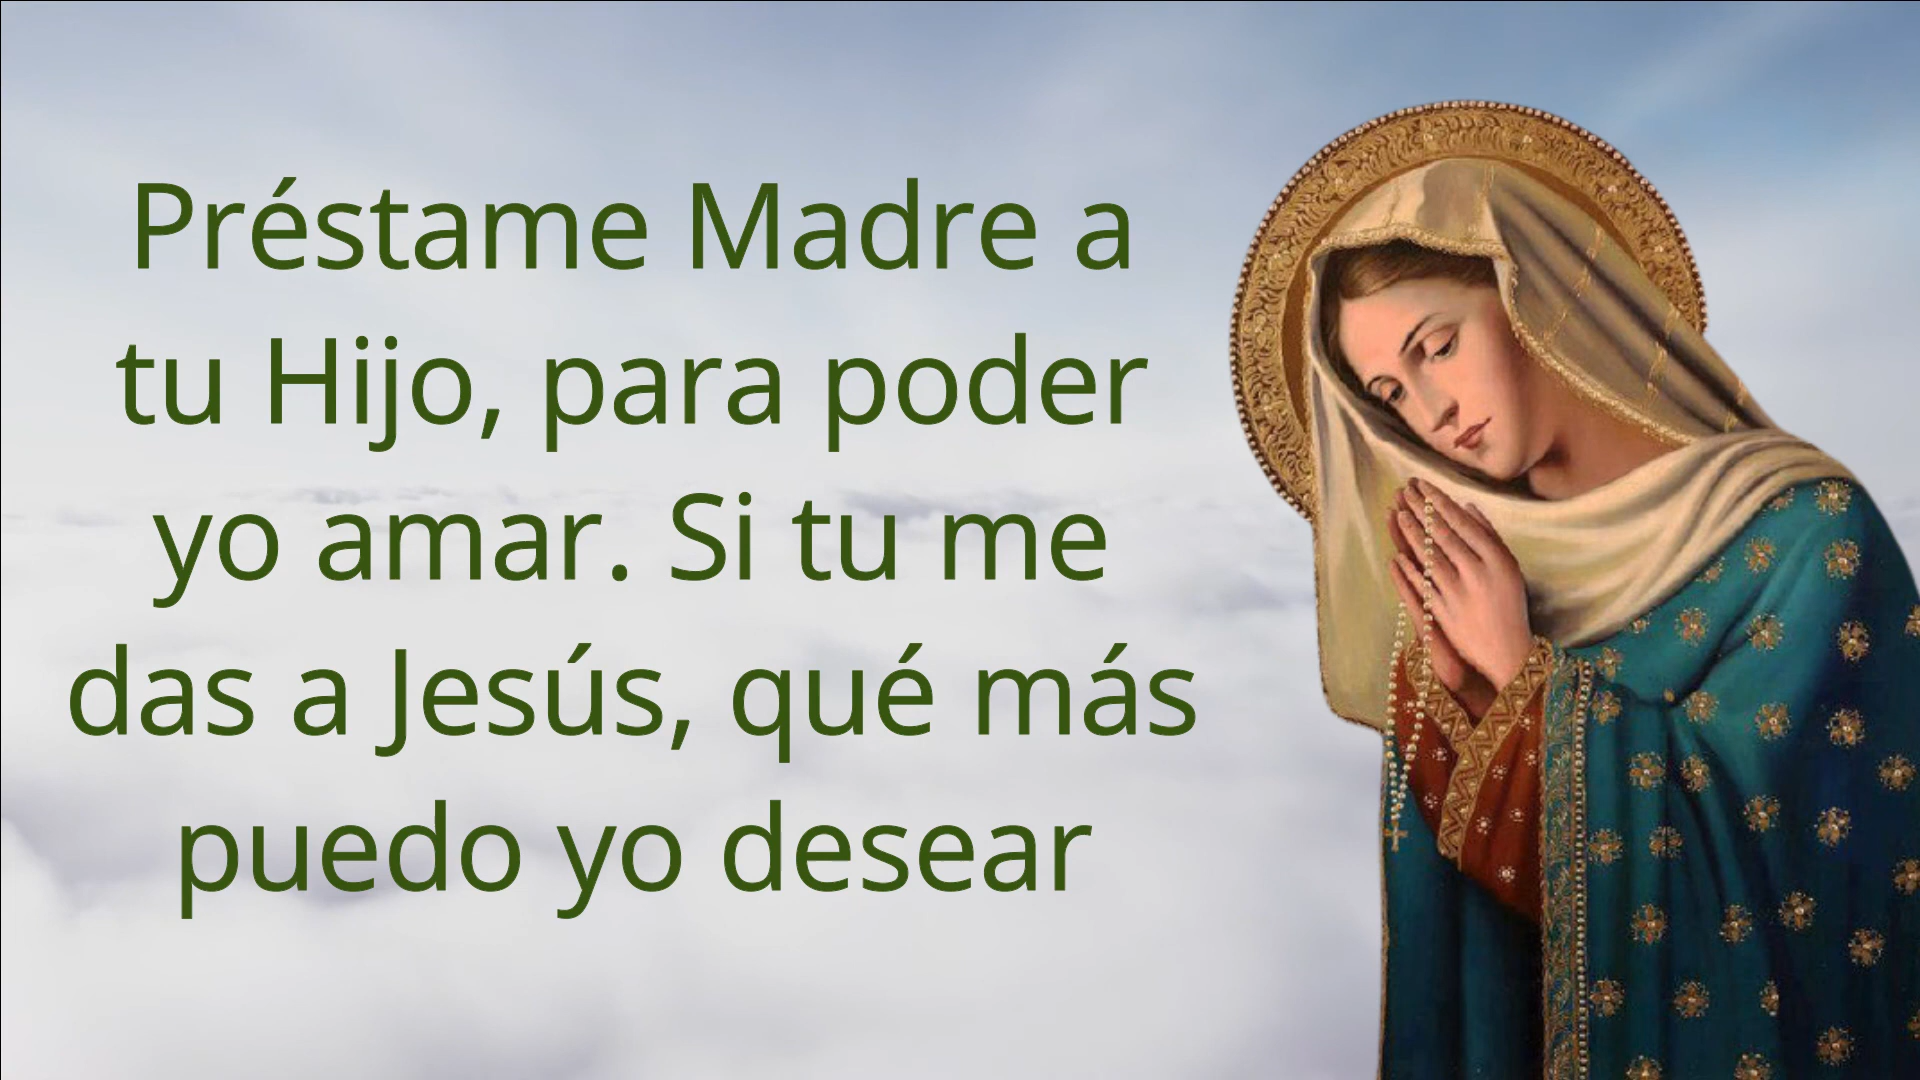 Préstame Madre a
tu Hijo, para poder
yo amar. Si tu me
das a Jesús, qué más
puedo yo desear